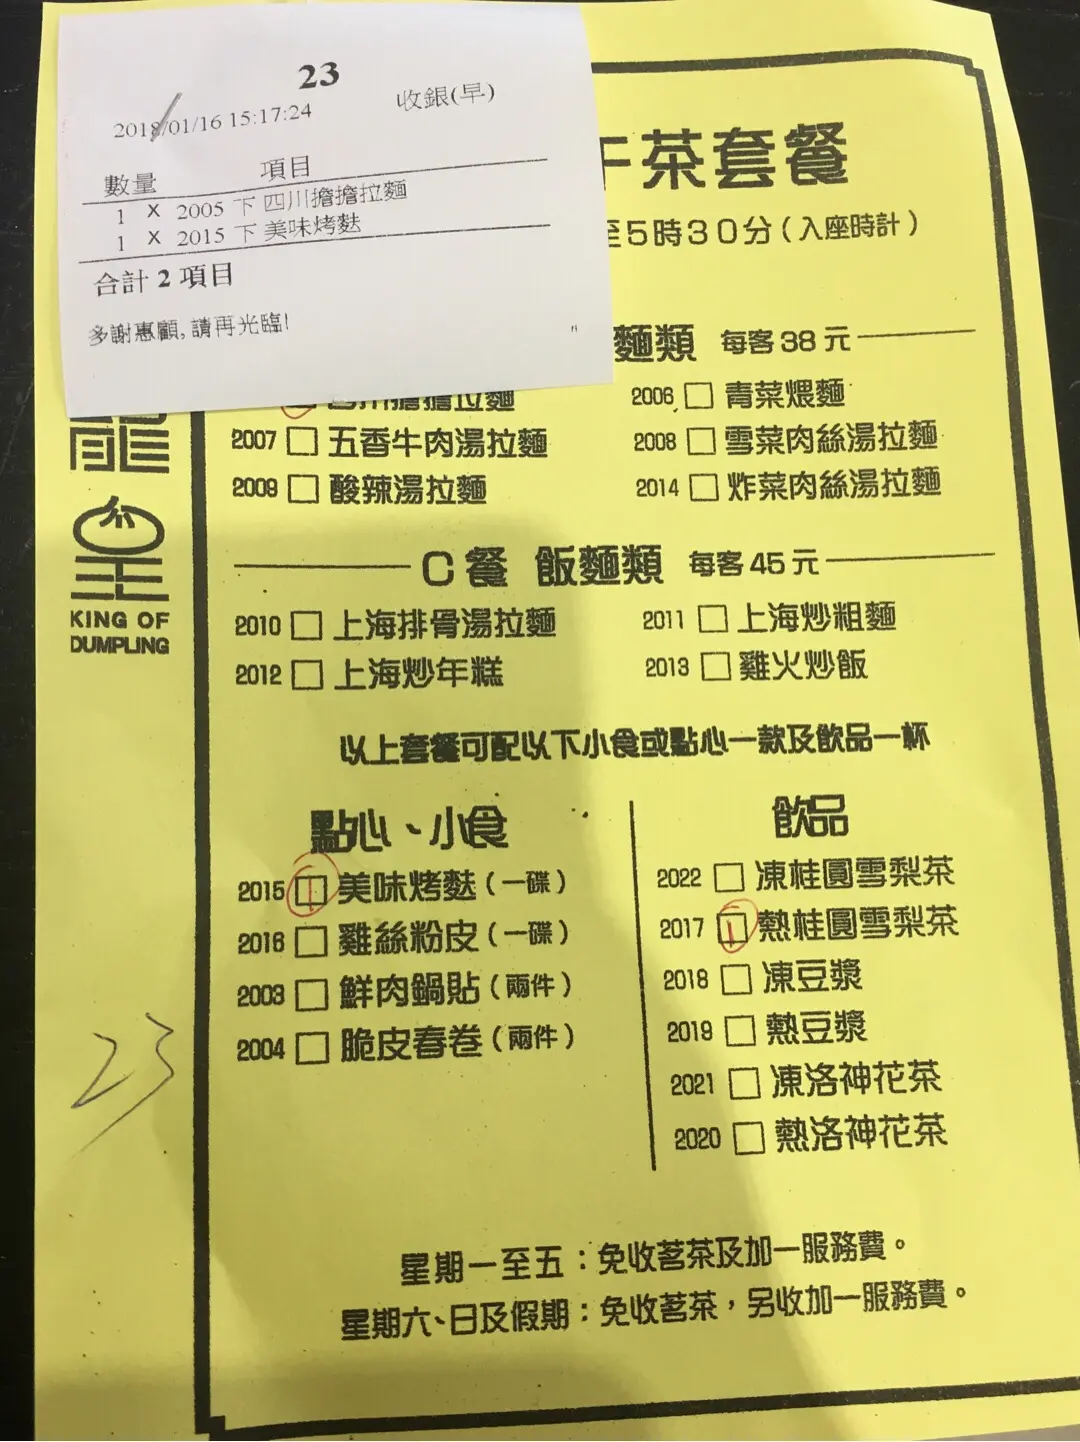 23
2018/01/16 15:17:24 收銀(早)
數量 項目
1 X 2005 下 四川擔擔拉麵
1 X 2015 下 美味烤麩
合計 2 項目
多謝惠顧, 請再光臨!
午茶套餐
至5時30分(入座時計)
麵類 每客38元
四川擔擔拉麵 2006 青菜煨麵
2007 五香牛肉湯拉麵 2008 雪菜肉絲湯拉麵
2009 酸辣湯拉麵 2014 炸菜肉絲湯拉麵
龍
皇
KING OF
DUMPLING
C餐 飯麵類 每客45元
2010 上海排骨湯拉麵 2011 上海炒粗麵
2012 上海炒年糕 2013 雞火炒飯
以上套餐可配以下小食或點心一款及飲品一杯
點心、小食
2015 1 美味烤麩(一碟)
2016 雞絲粉皮(一碟)
2003 鮮肉鍋貼(兩件)
2004 脆皮春卷(兩件)
飲品
2022 凍桂圓雪梨茶
2017 1 熱桂圓雪梨茶
2018 凍豆漿
2019 熱豆漿
2021 凍洛神花茶
2020 熱洛神花茶
23
星期一至五：免收茗茶及加一服務費。
星期六、日及假期：免收茗茶，另收加一服務費。